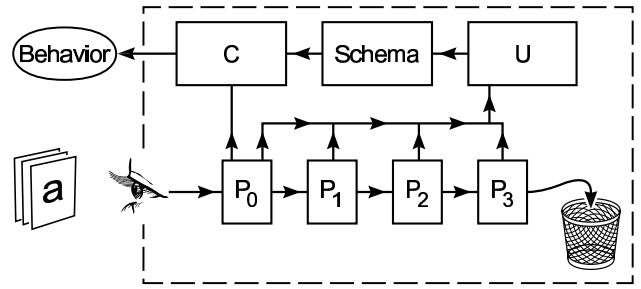 Behavior
C
Schema
U
a
P₀
P₁
P₂
P₃